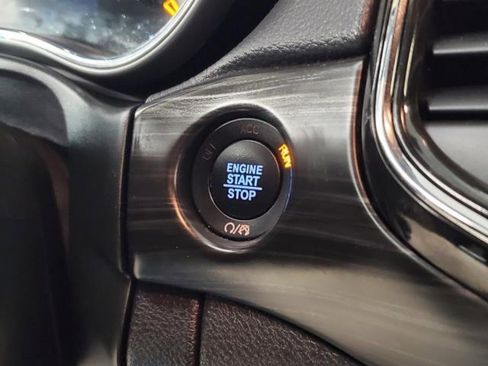 OFF
ACC
RUN
ENGINE
START
STOP